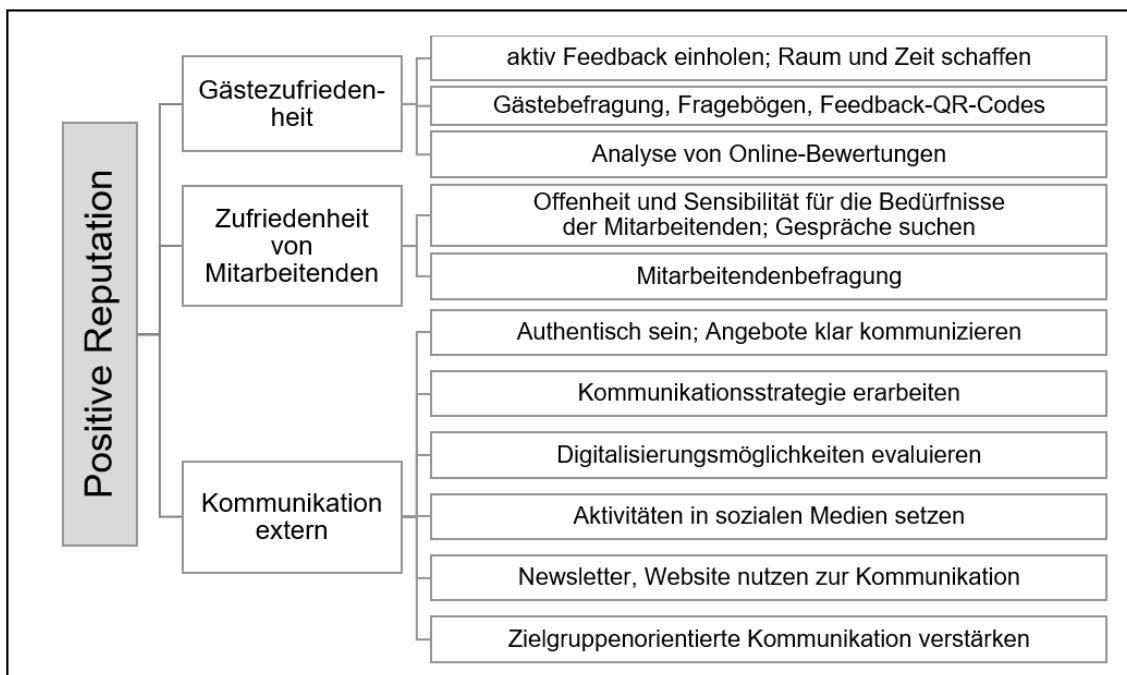 Positive Reputation
Gästezufrieden-
heit
aktiv Feedback einholen; Raum und Zeit schaffen
Gästebefragung, Fragebögen, Feedback-QR-Codes
Analyse von Online-Bewertungen
Zufriedenheit
von
Mitarbeitenden
Offenheit und Sensibilität für die Bedürfnisse
der Mitarbeitenden; Gespräche suchen
Mitarbeitendenbefragung
Kommunikation
extern
Authentisch sein; Angebote klar kommunizieren
Kommunikationsstrategie erarbeiten
Digitalisierungsmöglichkeiten evaluieren
Aktivitäten in sozialen Medien setzen
Newsletter, Website nutzen zur Kommunikation
Zielgruppenorientierte Kommunikation verstärken